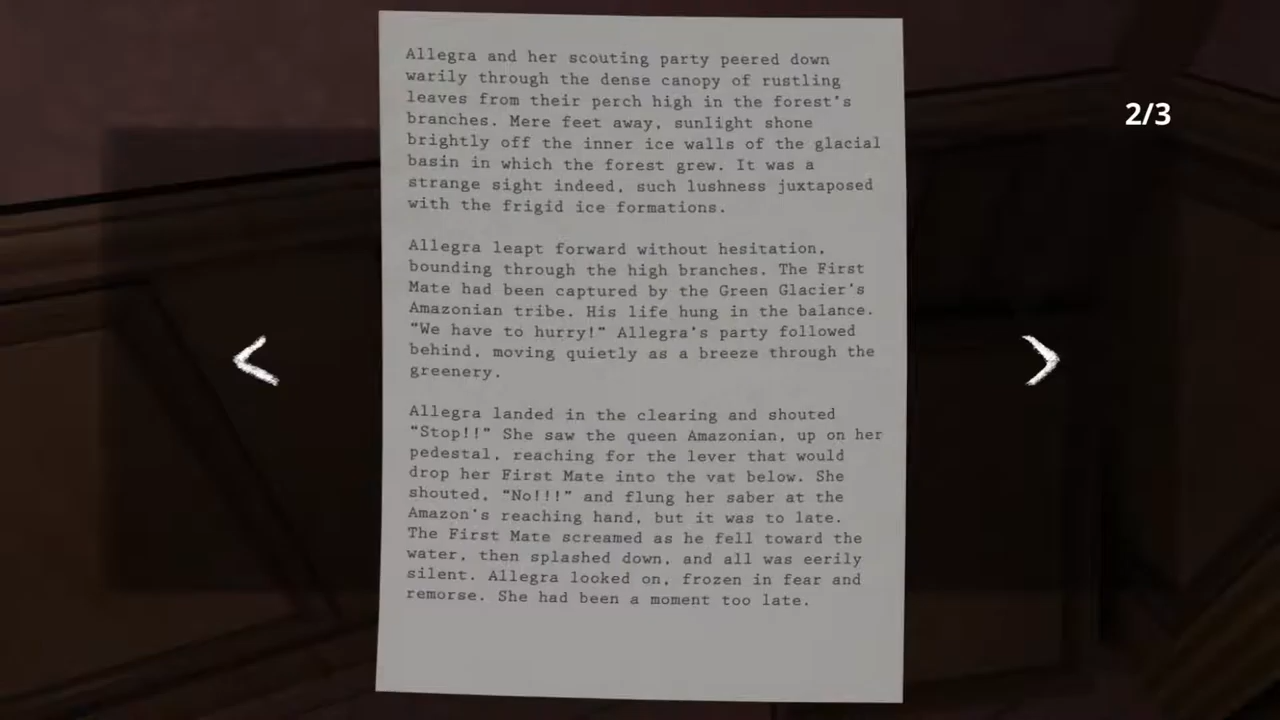 Allegra and her scouting party peered down
warily through the dense canopy of rustling
leaves from their perch high in the forest's
branches. Mere feet away, sunlight shone
brightly off the inner ice walls of the glacial
basin in which the forest grew. It was a
strange sight indeed, such lushness juxtaposed
with the frigid ice formations.
Allegra leapt forward without hesitation,
bounding through the high branches. The First
Mate had been captured by the Green Glacier's
Amazonian tribe. His life hung in the balance.
"We have to hurry!" Allegra's party followed
behind, moving quietly as a breeze through the
greenery.
Allegra landed in the clearing and shouted
"Stop!!" She saw the queen Amazonian, up on her
pedestal, reaching for the lever that would
drop her First Mate into the vat below. She
shouted, "No!!!" and flung her saber at the
Amazon's reaching hand, but it was to late.
The First Mate screamed as he fell toward the
water, then splashed down, and all was eerily
silent. Allegra looked on, frozen in fear and
remorse. She had been a moment too late.
2/3